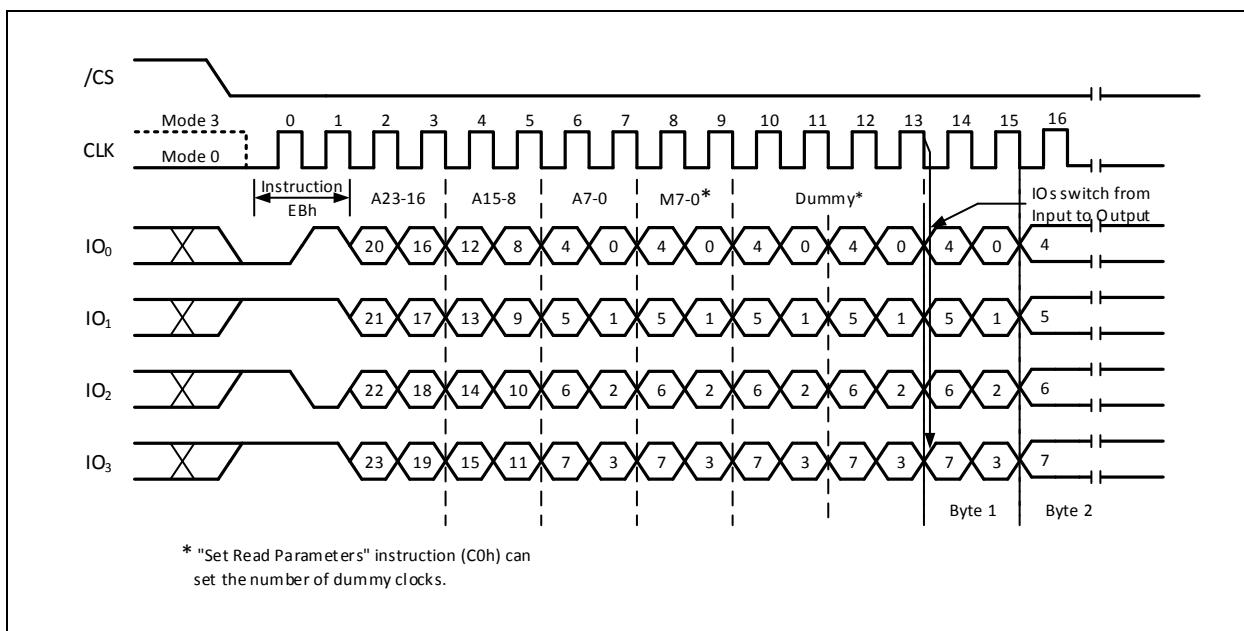 /CS
Mode 3 0 1 2 3 4 5 6 7 8 9 10 11 12 13 14 15 16
CLK
Mode 0
Instruction A23-16 A15-8 A7-0 M7-0* Dummy* IOs switch from
EBh Input to Output
IO0 20 16 12 8 4 0 4 0 4 0 4 0 4 0 4
IO1 21 17 13 9 5 1 5 1 5 1 5 1 5 1 5
IO2 22 18 14 10 6 2 6 2 6 2 6 2 6 2 6
IO3 23 19 15 11 7 3 7 3 7 3 7 3 7 3 7
Byte 1 Byte 2
* "Set Read Parameters" instruction (C0h) can
set the number of dummy clocks.